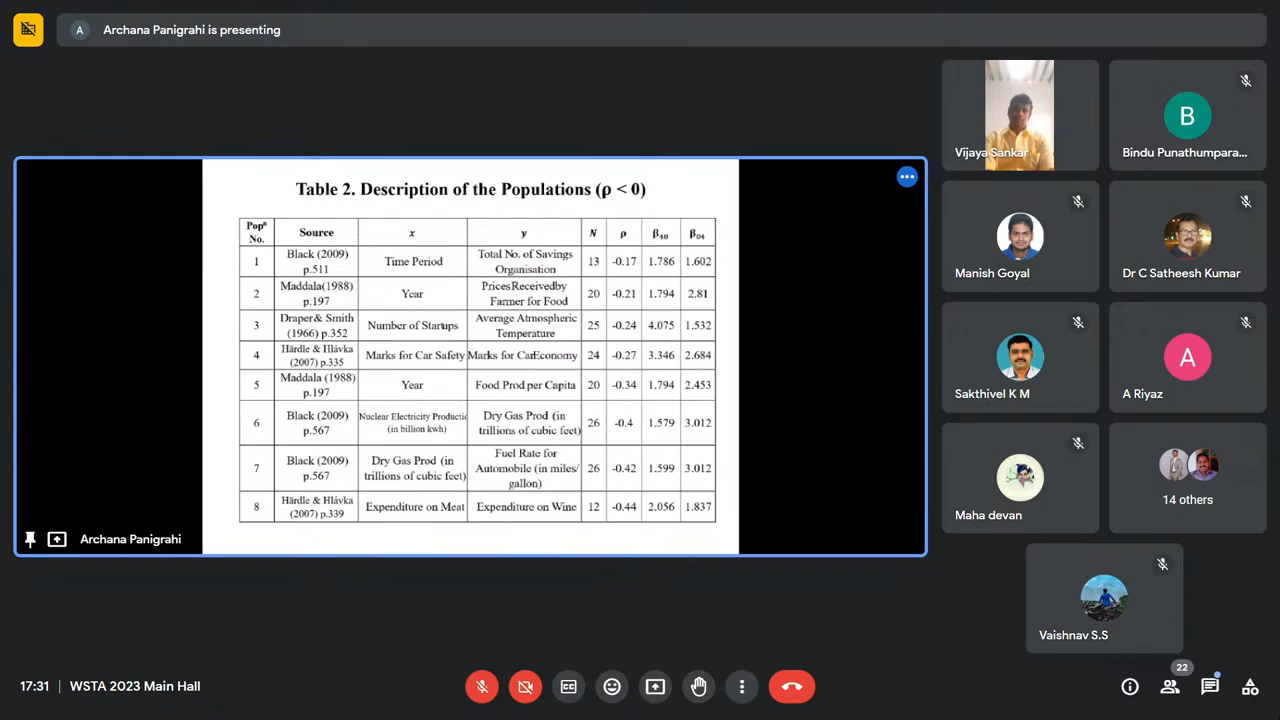 A
Archana Panigrahi is presenting
Table 2. Description of the Populations (ρ < 0)
Popⁿ No. Source x y N ρ β₄₀ β₀₄
1 Black (2009) p.511 Time Period Total No. of Savings Organisation 13 -0.17 1.786 1.602
2 Maddala(1988) p.197 Year Prices Receivedby Farmer for Food 20 -0.21 1.794 2.81
3 Draper& Smith (1966) p.352 Number of Startups Average Atmospheric Temperature 25 -0.24 4.075 1.532
4 Härdle & Hlávka (2007) p.335 Marks for Car Safety Marks for CarEconomy 24 -0.27 3.346 2.684
5 Maddala (1988) p.197 Year Food Prod per Capita 20 -0.34 1.794 2.453
6 Black (2009) p.567 Nuclear Electricity Productio (in billion kwh) Dry Gas Prod (in trillions of cubic feet) 26 -0.4 1.579 3.012
7 Black (2009) p.567 Dry Gas Prod (in trillions of cubic feet) Fuel Rate for Automobile (in miles/ gallon) 26 -0.42 1.599 3.012
8 Härdle & Hlávka (2007) p.339 Expenditure on Meat Expenditure on Wine 12 -0.44 2.056 1.837
Archana Panigrahi
Vijaya Sankar
B
Bindu Punathumpara...
Manish Goyal
Dr C Satheesh Kumar
Sakthivel K M
A
A Riyaz
Maha devan
14 others
Vaishnav S.S
17:31 | WSTA 2023 Main Hall
CC
22